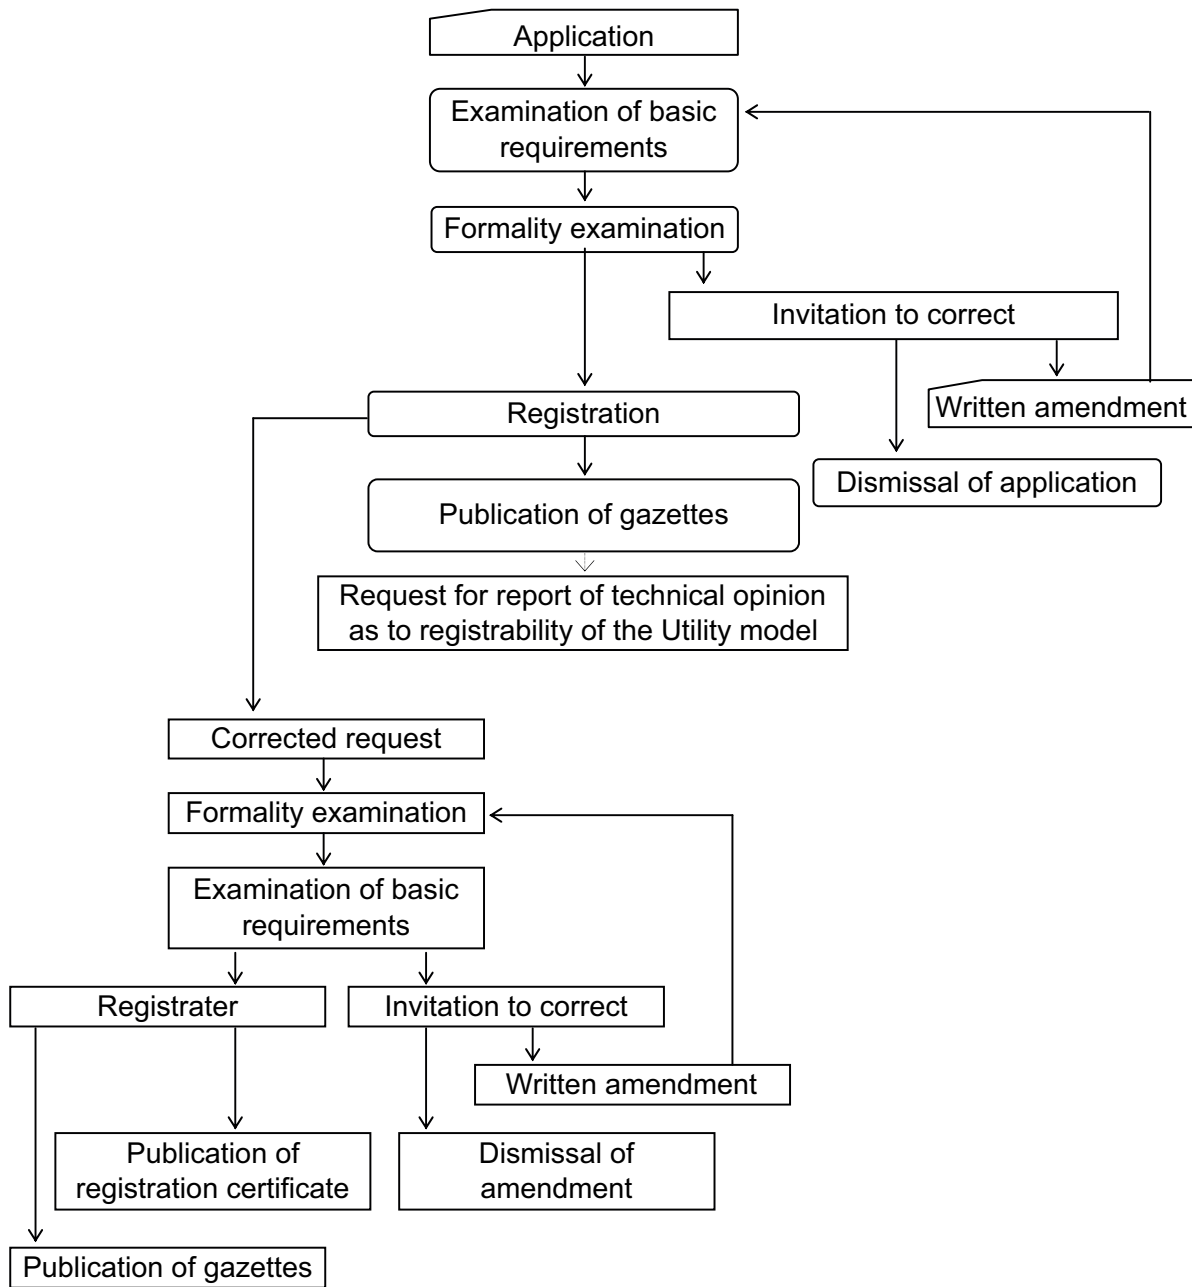 Application
Examination of basic
requirements
Formality examination
Invitation to correct
Written amendment
Registration
Dismissal of application
Publication of gazettes
Request for report of technical opinion
as to registrability of the Utility model
Corrected request
Formality examination
Examination of basic
requirements
Registrater
Invitation to correct
Written amendment
Publication of
registration certificate
Dismissal of
amendment
Publication of gazettes